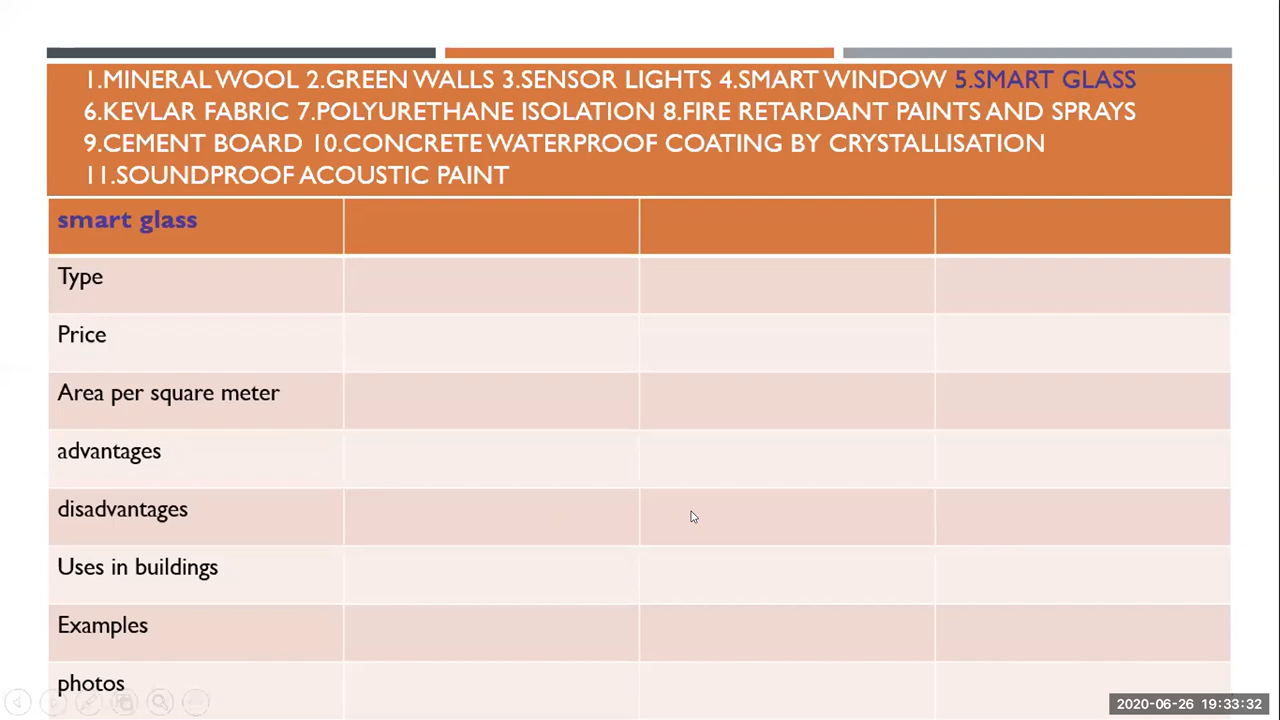 1.MINERAL WOOL 2.GREEN WALLS 3.SENSOR LIGHTS 4.SMART WINDOW 5.SMART GLASS
6.KEVLAR FABRIC 7.POLYURETHANE ISOLATION 8.FIRE RETARDANT PAINTS AND SPRAYS
9.CEMENT BOARD 10.CONCRETE WATERPROOF COATING BY CRYSTALLISATION
11.SOUNDPROOF ACOUSTIC PAINT
smart glass
Type
Price
Area per square meter
advantages
disadvantages
Uses in buildings
Examples
photos
2020-06-26 19:33:32